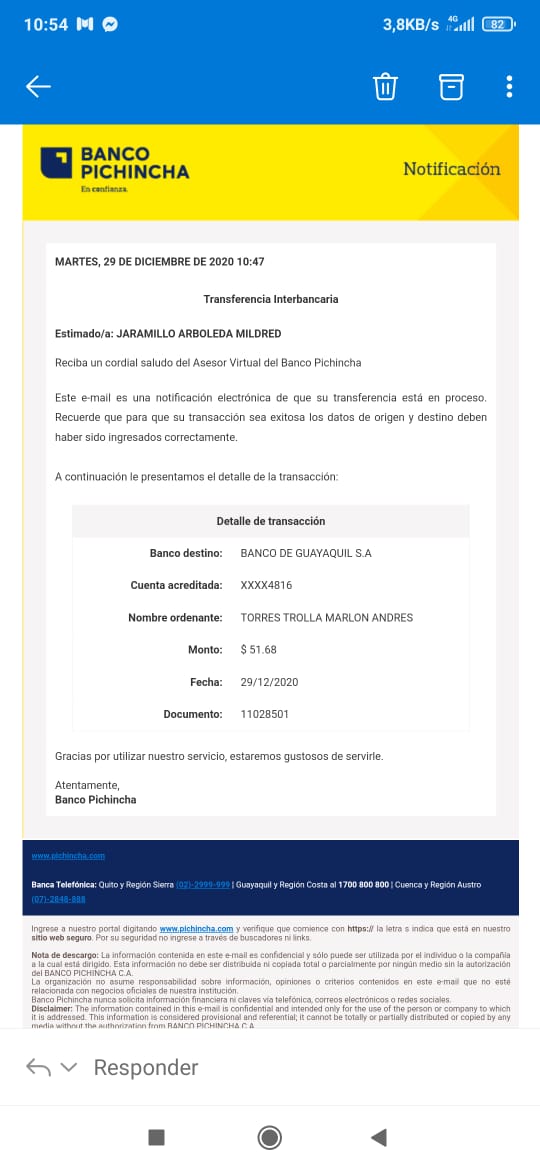 10:54
3,8KB/s 4G 82
BANCO
PICHINCHA
En confianza.
Notificación
MARTES, 29 DE DICIEMBRE DE 2020 10:47
Transferencia Interbancaria
Estimado/a: JARAMILLO ARBOLEDA MILDRED
Reciba un cordial saludo del Asesor Virtual del Banco Pichincha
Este e-mail es una notificación electrónica de que su transferencia está en proceso.
Recuerde que para que su transacción sea exitosa los datos de origen y destino deben
haber sido ingresados correctamente.
A continuación le presentamos el detalle de la transacción:
Detalle de transacción
Banco destino: BANCO DE GUAYAQUIL S.A
Cuenta acreditada: XXXX4816
Nombre ordenante: TORRES TROLLA MARLON ANDRES
Monto: $ 51.68
Fecha: 29/12/2020
Documento: 11028501
Gracias por utilizar nuestro servicio, estaremos gustosos de servirle.
Atentamente,
Banco Pichincha
www.pichincha.com
Banca Telefónica: Quito y Región Sierra (02)-2999-999 | Guayaquil y Región Costa al 1700 800 800 | Cuenca y Región Austro
(07)-2848-888
Ingrese a nuestro portal digitando www.pichincha.com y verifique que comience con https:// la letra s indica que está en nuestro
sitio web seguro. Por su seguridad no ingrese a través de buscadores ni links.
Nota de descargo: La información contenida en este e-mail es confidencial y sólo puede ser utilizada por el individuo o la compañía
a la cual está dirigido. Esta información no debe ser distribuida ni copiada total o parcialmente por ningún medio sin la autorización
del BANCO PICHINCHA C.A.
La organización no asume responsabilidad sobre información, opiniones o criterios contenidos en este e-mail que no esté
relacionada con negocios oficiales de nuestra institución.
Banco Pichincha nunca solicita información financiera ni claves vía telefónica, correos electrónicos o redes sociales.
Disclaimer: The information contained in this e-mail is confidential and intended only for the use of the person or company to which
it is addressed. This information is considered provisional and referential; it cannot be totally or partially distributed or copied by any
media without the authorization from BANCO PICHINCHA C.A
Responder